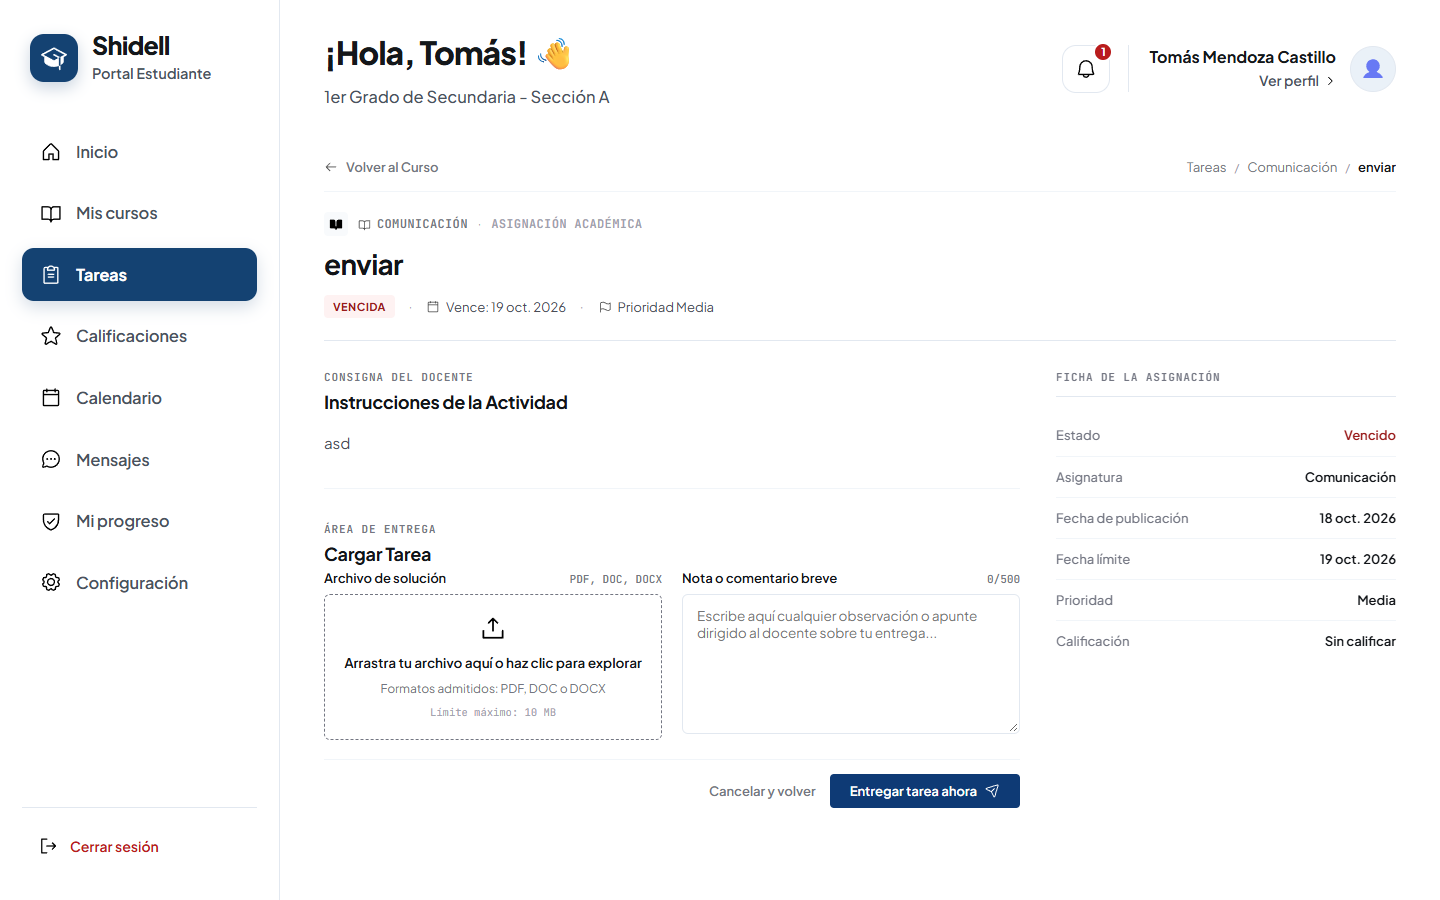 Shidell
Portal Estudiante
Inicio
Mis cursos
Tareas
Calificaciones
Calendario
Mensajes
Mi progreso
Configuración
Cerrar sesión
¡Hola, Tomás! 👋
1er Grado de Secundaria - Sección A
1
Tomás Mendoza Castillo
Ver perfil >
← Volver al Curso
Tareas / Comunicación / enviar
COMUNICACIÓN · ASIGNACIÓN ACADÉMICA
enviar
VENCIDA · Vence: 19 oct. 2026 · Prioridad Media
CONSIGNA DEL DOCENTE
Instrucciones de la Actividad
asd
ÁREA DE ENTREGA
Cargar Tarea
Archivo de solución PDF, DOC, DOCX
Arrastra tu archivo aquí o haz clic para explorar
Formatos admitidos: PDF, DOC o DOCX
Límite máximo: 10 MB
Nota o comentario breve 0/500
Escribe aquí cualquier observación o apunte
dirigido al docente sobre tu entrega...
Cancelar y volver
Entregar tarea ahora
FICHA DE LA ASIGNACIÓN
Estado Vencido
Asignatura Comunicación
Fecha de publicación 18 oct. 2026
Fecha límite 19 oct. 2026
Prioridad Media
Calificación Sin calificar